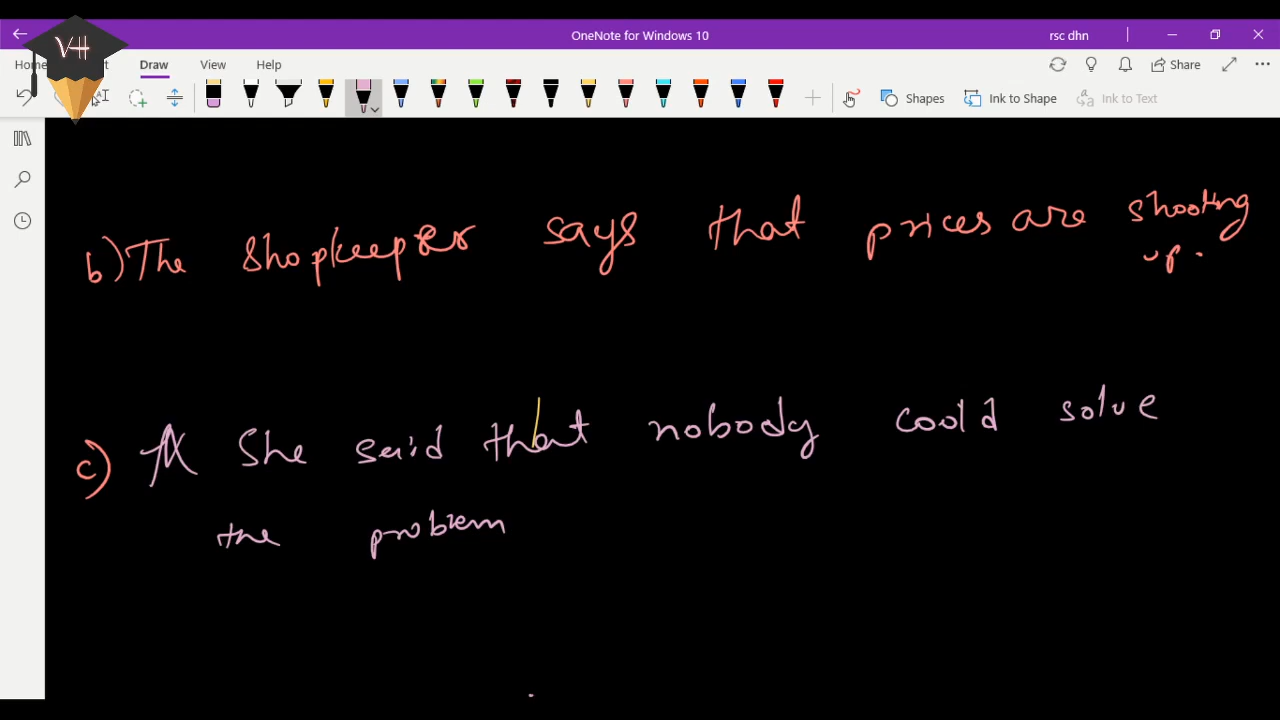 VH
OneNote for Windows 10
rsc dhn
Home
Draw
View
Help
Share
Shapes
Ink to Shape
Ink to Text
b) The Shopkeeper says that prices are shooting
up.
c) She said that nobody could solve
the problem